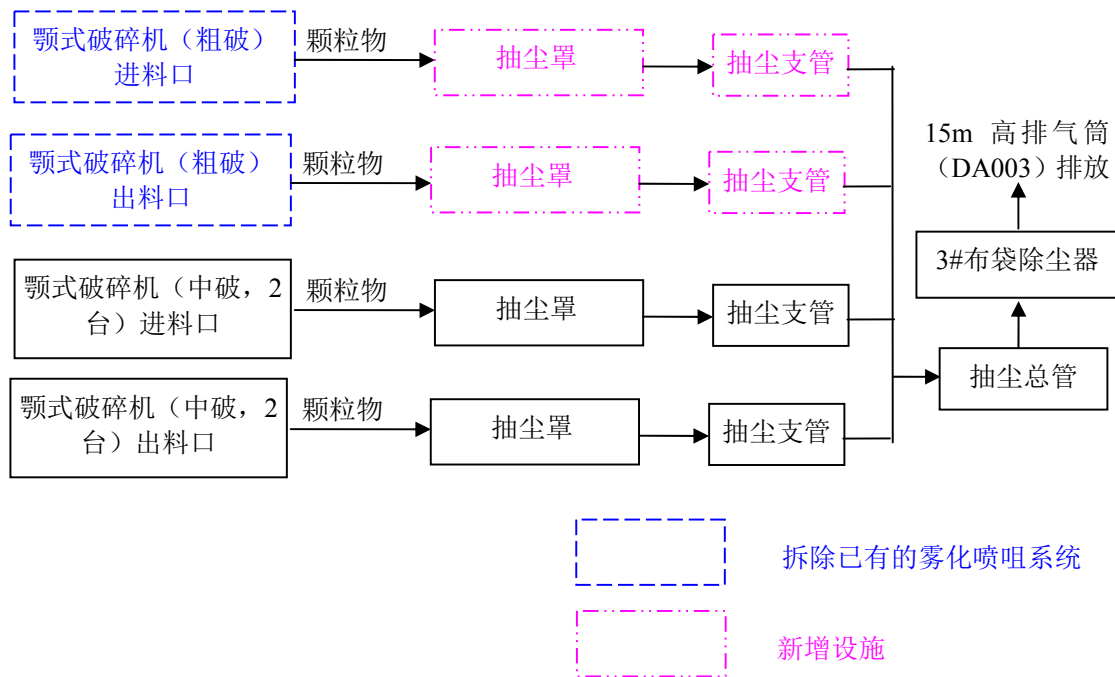 颚式破碎机（粗破）
进料口
颗粒物
抽尘罩
抽尘支管
15m 高排气筒
（DA003）排放
颚式破碎机（粗破）
出料口
颗粒物
抽尘罩
抽尘支管
3#布袋除尘器
颚式破碎机（中破，2
台）进料口
颗粒物
抽尘罩
抽尘支管
抽尘总管
颚式破碎机（中破，2
台）出料口
颗粒物
抽尘罩
抽尘支管
拆除已有的雾化喷咀系统
新增设施